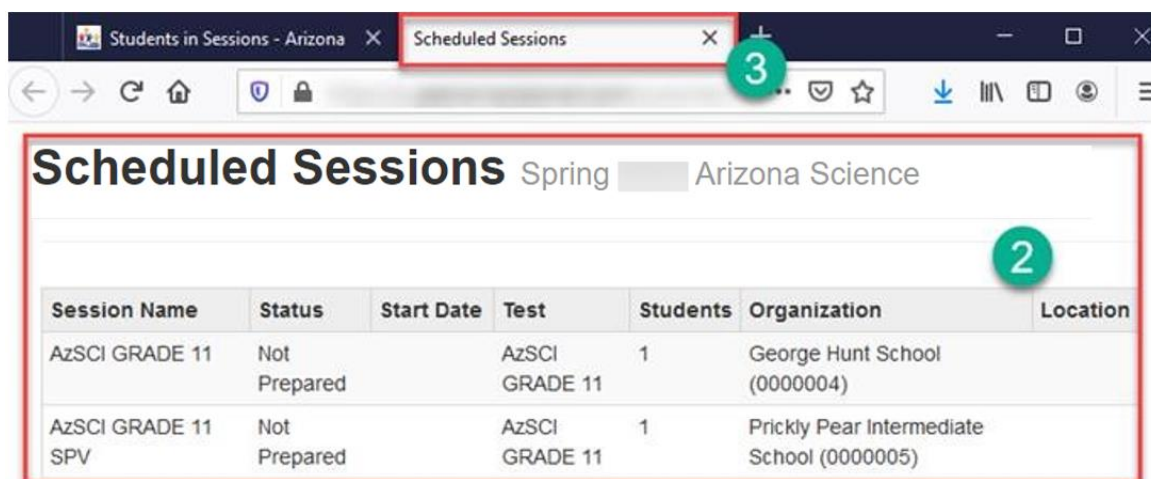 Students in Sessions - Arizona
Scheduled Sessions
3
Scheduled Sessions Spring Arizona Science
2
Session Name Status Start Date Test Students Organization Location
AzSCI GRADE 11 Not AzSCI 1 George Hunt School
Prepared GRADE 11 (0000004)
AzSCI GRADE 11 Not AzSCI 1 Prickly Pear Intermediate
SPV Prepared GRADE 11 School (0000005)